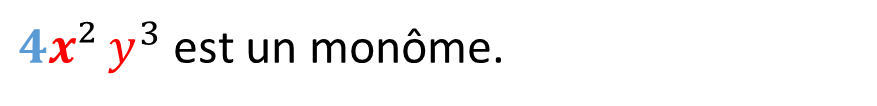 4x² y³ est un monôme.